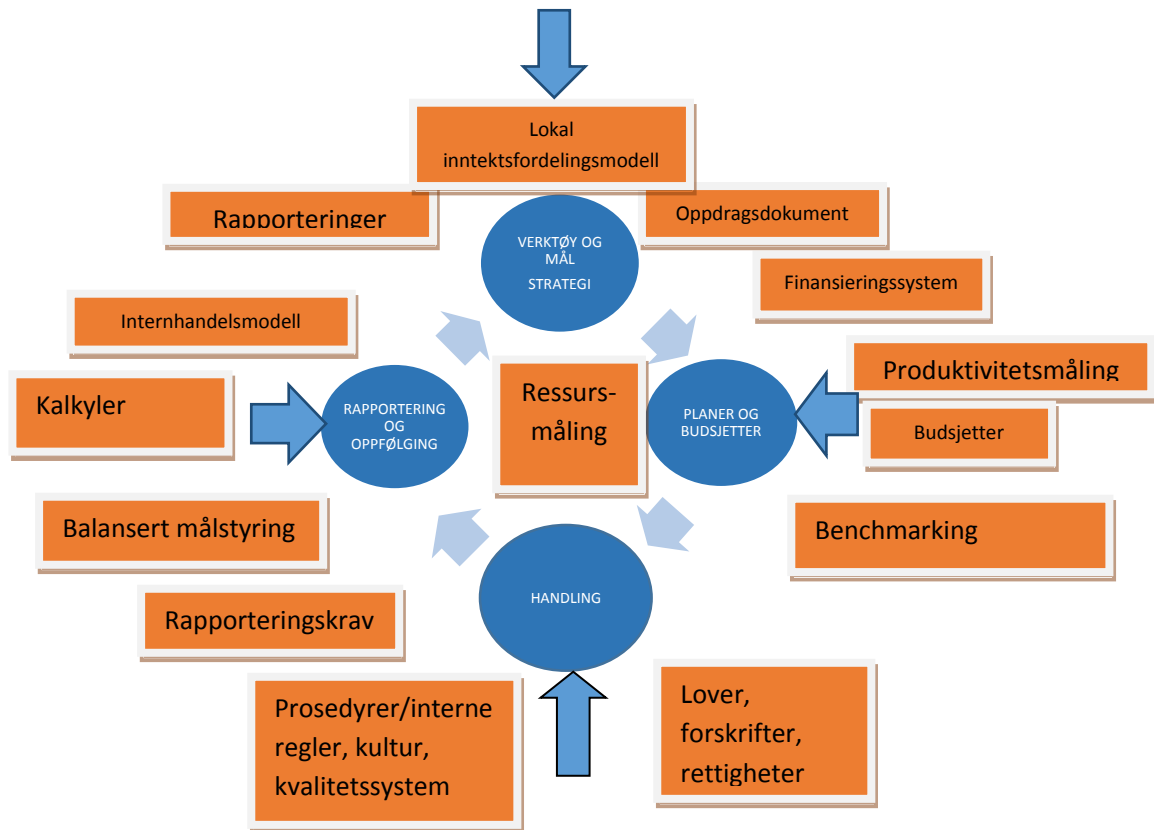 Lokal
inntektsfordelingsmodell
Rapporteringer
Oppdragsdokument
VERKTØY OG
MÅL
STRATEGI
Finansieringssystem
Internhandelsmodell
Produktivitetsmåling
Kalkyler
RAPPORTERING
OG
OPPFØLGING
Ressurs-
måling
PLANER OG
BUDSJETTER
Budsjetter
Balansert målstyring
Benchmarking
HANDLING
Rapporteringskrav
Prosedyrer/interne
regler, kultur,
kvalitetssystem
Lover,
forskrifter,
rettigheter